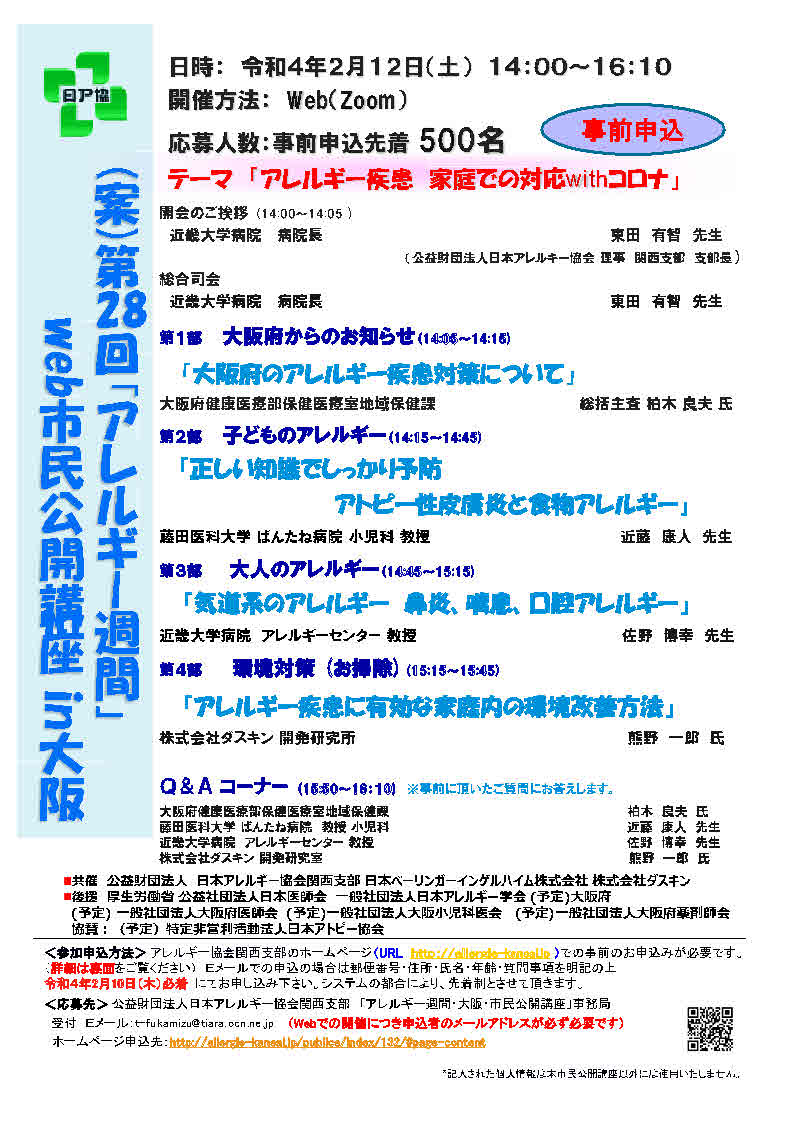 日ア協
(案)第28回「アレルギー週間」
web市民公開講座 in大阪
日時： 令和4年2月12日(土) 14:00～16:10
開催方法： Web(Zoom)
応募人数：事前申込先着 500名
事前申込
テーマ 「アレルギー疾患 家庭での対応withコロナ」
開会のご挨拶 (14:00～14:05 )
近畿大学病院 病院長 東田 有智 先生
(公益財団法人日本アレルギー協会 理事 関西支部 支部長)
総合司会
近畿大学病院 病院長 東田 有智 先生
第1部 大阪府からのお知らせ(14:05～14:15)
「大阪府のアレルギー疾患対策について」
大阪府健康医療部保健医療室地域保健課 総括主査 柏木 良夫 氏
第2部 子どものアレルギー(14:15～14:45)
「正しい知識でしっかり予防
アトピー性皮膚炎と食物アレルギー」
藤田医科大学 ばんたね病院 小児科 教授 近藤 康人 先生
第3部 大人のアレルギー(14:45～15:15)
「気道系のアレルギー 鼻炎、喘息、口腔アレルギー」
近畿大学病院 アレルギーセンター 教授 佐野 博幸 先生
第4部 環境対策 (お掃除) (15:15～15:45)
「アレルギー疾患に有効な家庭内の環境改善方法」
株式会社ダスキン 開発研究所 熊野 一郎 氏
Q&A コーナー (15:50～16:10) ※事前に頂いたご質問にお答えします。
大阪府健康医療部保健医療室地域保健課 柏木 良夫 氏
藤田医科大学 ばんたね病院 教授 小児科 近藤 康人 先生
近畿大学病院 アレルギーセンター 教授 佐野 博幸 先生
株式会社ダスキン 開発研究室 熊野 一郎 氏
■共催 公益財団法人 日本アレルギー協会関西支部 日本ベーリンガーインゲルハイム株式会社 株式会社ダスキン
■後援 厚生労働省 公益社団法人日本医師会 一般社団法人日本アレルギー学会 (予定)大阪府
(予定) 一般社団法人大阪府医師会 (予定)一般社団法人大阪小児科医会 (予定)一般社団法人大阪府薬剤師会
協賛：（予定）特定非営利活動法人日本アトピー協会
＜参加申込方法＞ アレルギー協会関西支部のホームページ（URL http://allergie-kansai.jp ）での事前のお申込みが必要です。
（詳細は裏面をご覧ください） Eメールでの申込の場合は郵便番号・住所・氏名・年齢・質問事項を明記の上
令和4年2月10日(木)必着 にてお申し込み下さい。システムの都合により、先着制とさせて頂きます。
＜応募先＞ 公益財団法人日本アレルギー協会関西支部 「アレルギー週間・大阪・市民公開講座」事務局
受付 Eメール：t-fukamizu@tiara.ocn.ne.jp （Webでの開催につき申込者のメールアドレスが必ず必要です）
ホームページ申込先：http://allergie-kansai.jp/publics/index/132/#page-content
*記入された個人情報は本市民公開講座以外には使用いたしません。